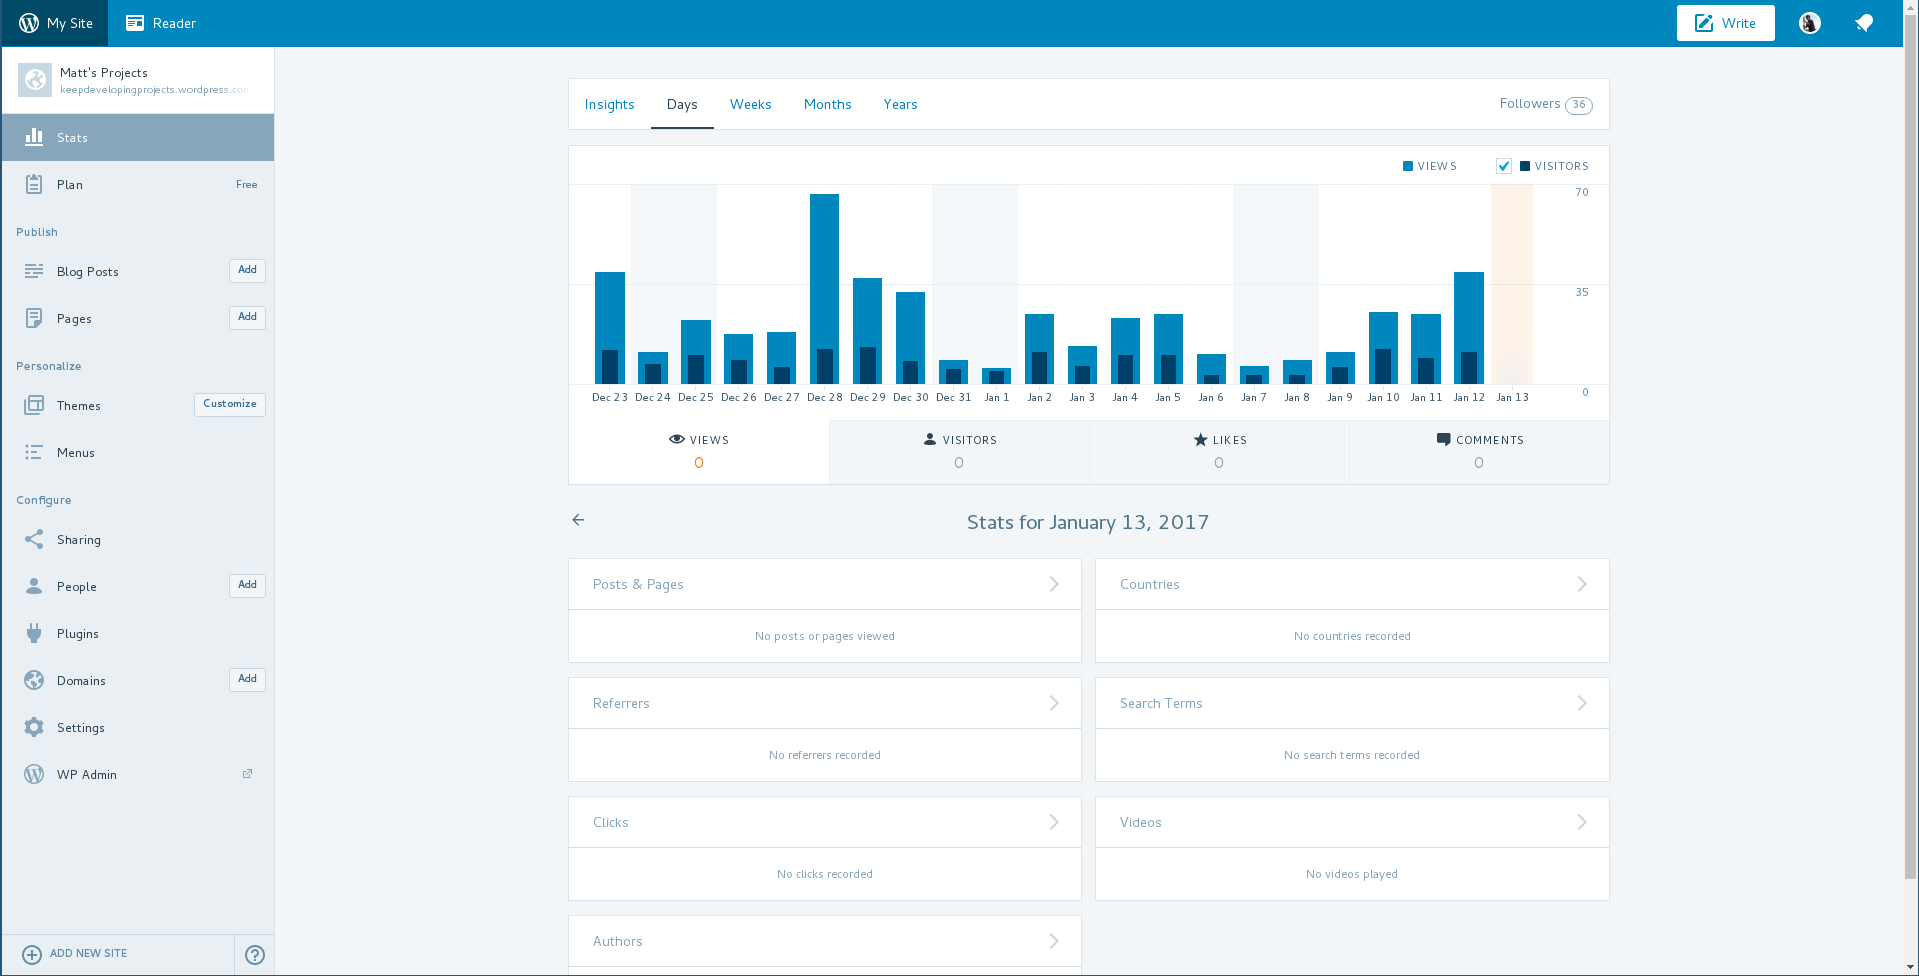 My Site
Reader
Write
Matt's Projects
keepdevelopingprojects.wordpress.com
Stats
Plan
Free
Publish
Blog Posts
Add
Pages
Add
Personalize
Themes
Customize
Menus
Configure
Sharing
People
Add
Plugins
Domains
Add
Settings
WP Admin
ADD NEW SITE
Insights Days Weeks Months Years
Followers 36
VIEWS
VISITORS
70
35
0
Dec 23 Dec 24 Dec 25 Dec 26 Dec 27 Dec 28 Dec 29 Dec 30 Dec 31 Jan 1 Jan 2 Jan 3 Jan 4 Jan 5 Jan 6 Jan 7 Jan 8 Jan 9 Jan 10 Jan 11 Jan 12 Jan 13
VIEWS
0
VISITORS
0
LIKES
0
COMMENTS
0
Stats for January 13, 2017
Posts & Pages
No posts or pages viewed
Countries
No countries recorded
Referrers
No referrers recorded
Search Terms
No search terms recorded
Clicks
No clicks recorded
Videos
No videos played
Authors